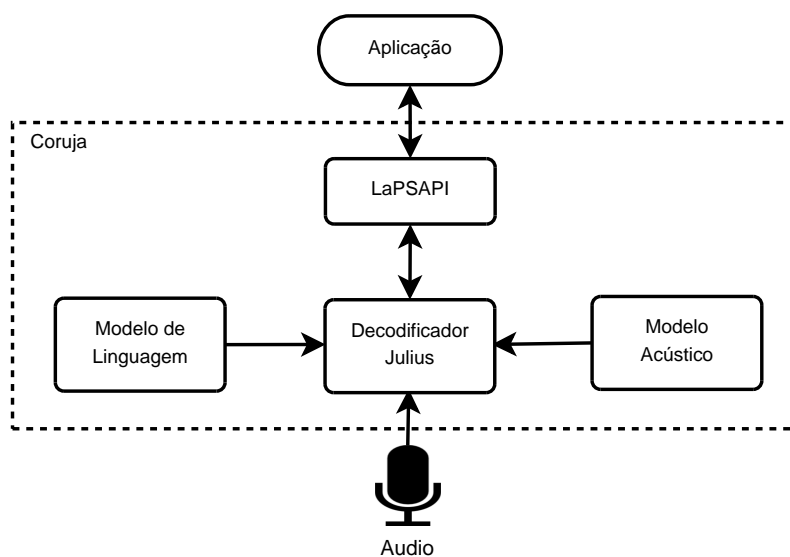 Aplicação
Coruja
LaPSAPI
Modelo de
Linguagem
Decodificador
Julius
Modelo
Acústico
Audio